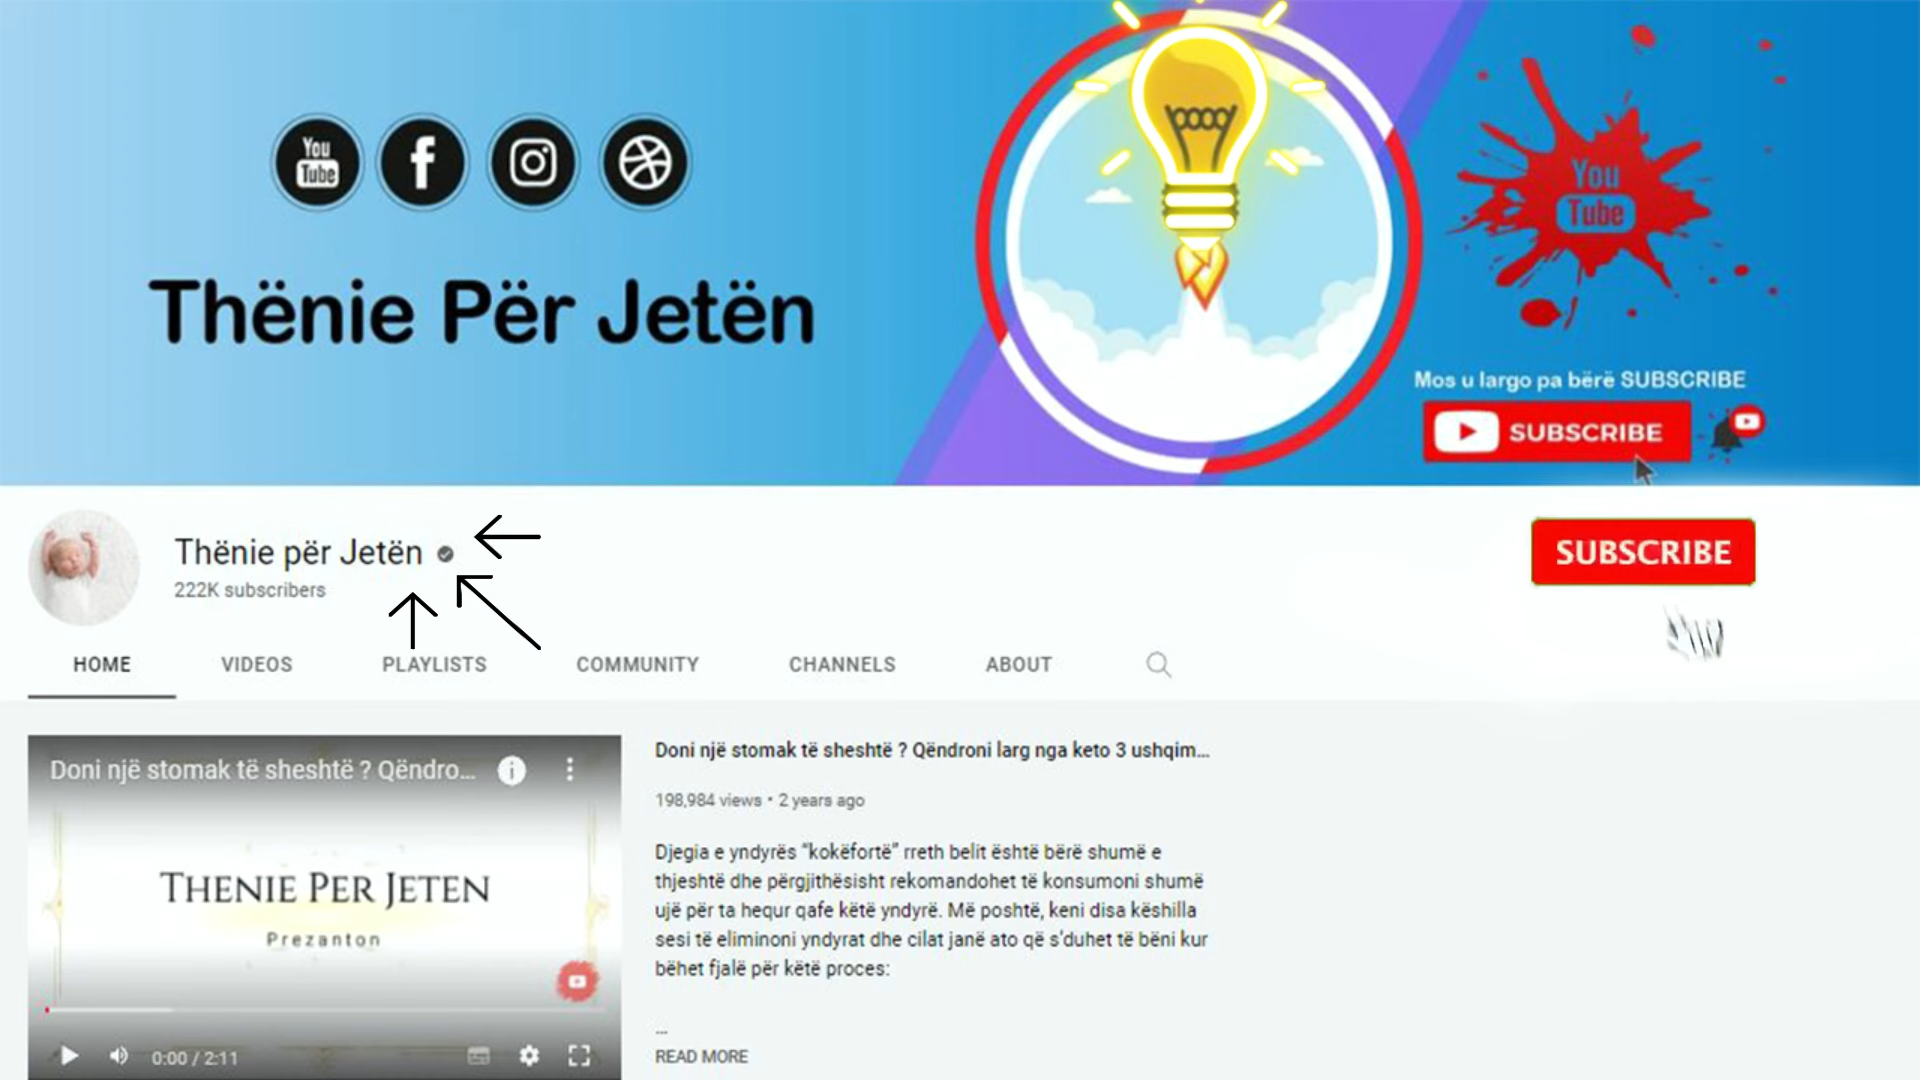 You
Tube
f
Thënie Për Jetën
You
Tube
Mos u largo pa bërë SUBSCRIBE
SUBSCRIBE
Thënie për Jetën
222K subscribers
SUBSCRIBE
HOME VIDEOS PLAYLISTS COMMUNITY CHANNELS ABOUT
Doni një stomak të sheshtë ? Qëndro...
THENIE PER JETEN
Prezanton
0:00 / 2:11
Doni një stomak të sheshtë ? Qëndroni larg nga keto 3 ushqim...
198,984 views • 2 years ago
Djegia e yndyrës “kokëfortë” rreth belit është bërë shumë e
thjeshtë dhe përgjithësisht rekomandohet të konsumoni shumë
ujë për ta hequr qafe këtë yndyrë. Më poshtë, keni disa këshilla
sesi të eliminoni yndyrat dhe cilat janë ato që s'duhet të bëni kur
bëhet fjalë për këtë proces:
...
READ MORE